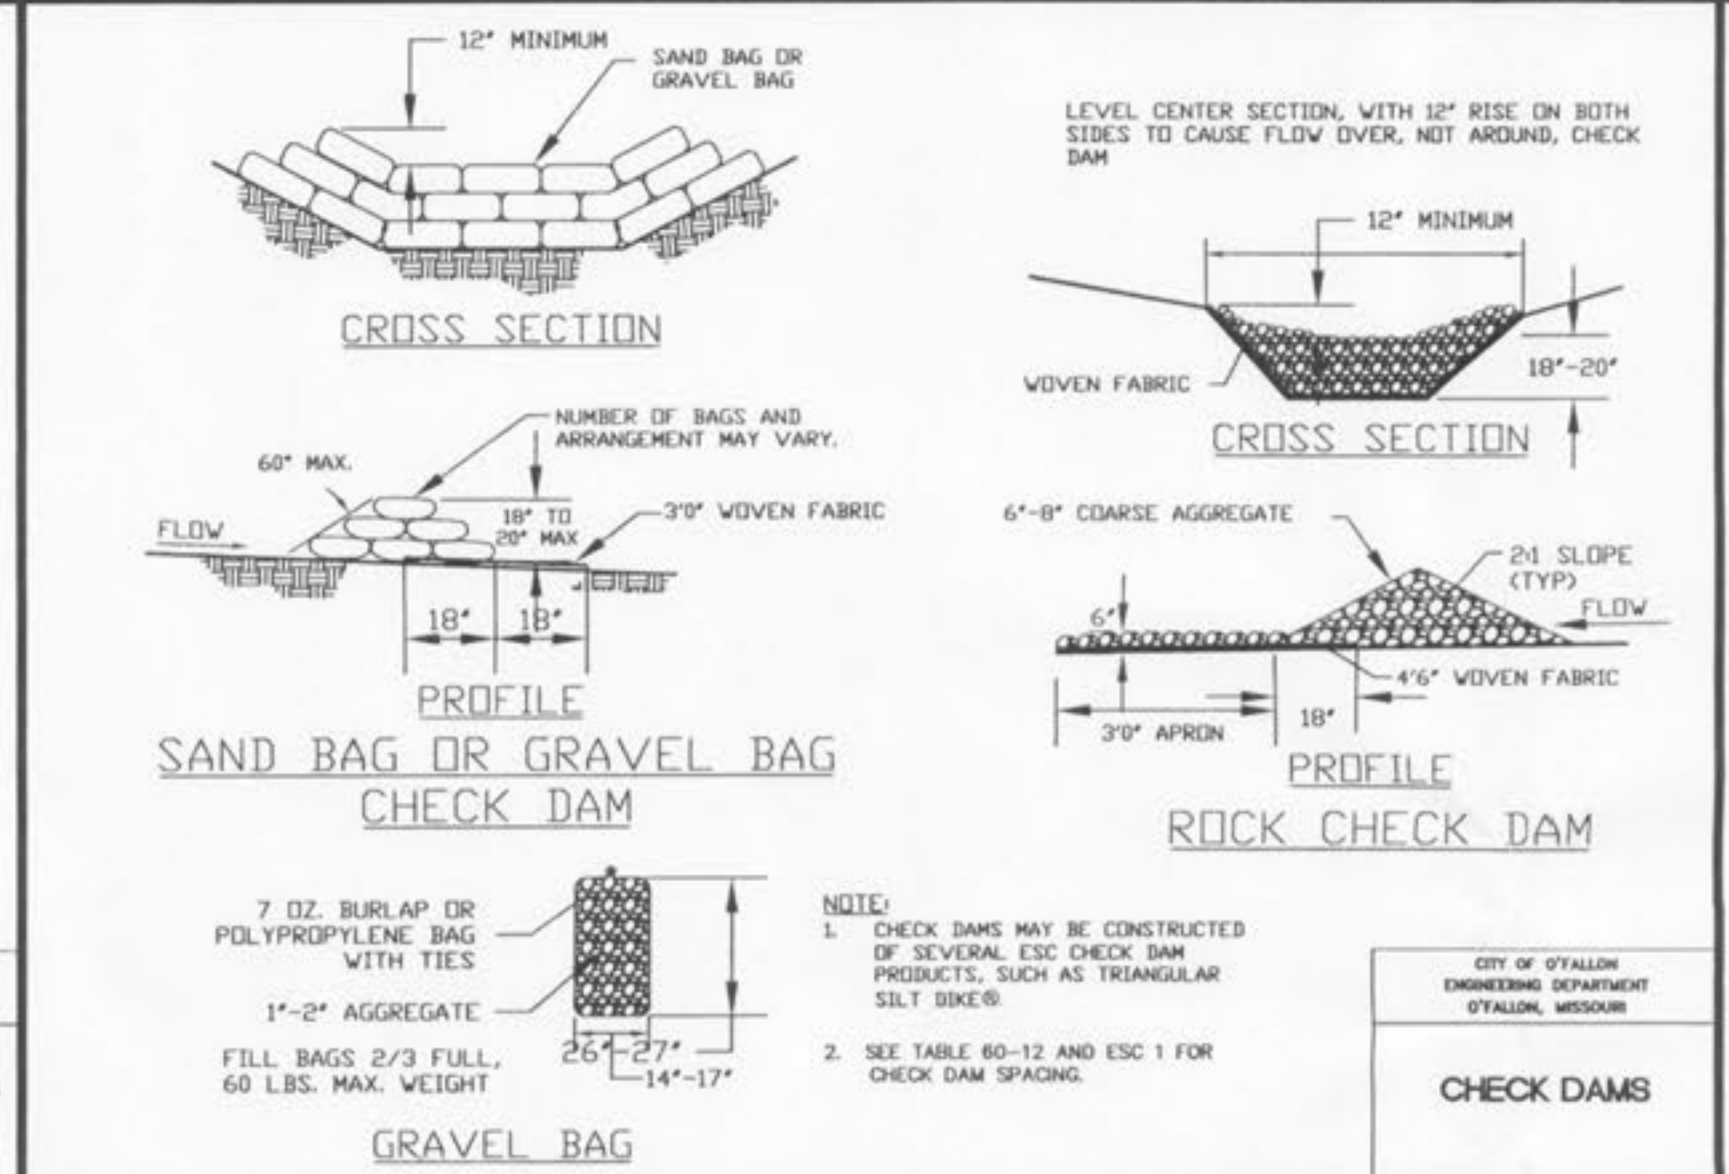 12" MINIMUM
SAND BAG OR
GRAVEL BAG
CROSS SECTION
NUMBER OF BAGS AND
ARRANGEMENT MAY VARY.
60° MAX.
FLOW
18" TO
20" MAX
3'0" WOVEN FABRIC
18" 18"
PROFILE
SAND BAG OR GRAVEL BAG
CHECK DAM
7 OZ. BURLAP OR
POLYPROPYLENE BAG
WITH TIES
1"-2" AGGREGATE
FILL BAGS 2/3 FULL,
60 LBS. MAX. WEIGHT
26"-27"
14"-17"
GRAVEL BAG
LEVEL CENTER SECTION, WITH 12" RISE ON BOTH
SIDES TO CAUSE FLOW OVER, NOT AROUND, CHECK
DAM
12" MINIMUM
WOVEN FABRIC
18"-20"
CROSS SECTION
6"-8" COARSE AGGREGATE
2:1 SLOPE
(TYP)
FLOW
6"
4'6" WOVEN FABRIC
18"
3'0" APRON
PROFILE
ROCK CHECK DAM
NOTE:
1. CHECK DAMS MAY BE CONSTRUCTED
OF SEVERAL ESC CHECK DAM
PRODUCTS, SUCH AS TRIANGULAR
SILT DIKE®
2. SEE TABLE 60-12 AND ESC 1 FOR
CHECK DAM SPACING.
CITY OF O'FALLON
ENGINEERING DEPARTMENT
O'FALLON, MISSOURI
CHECK DAMS